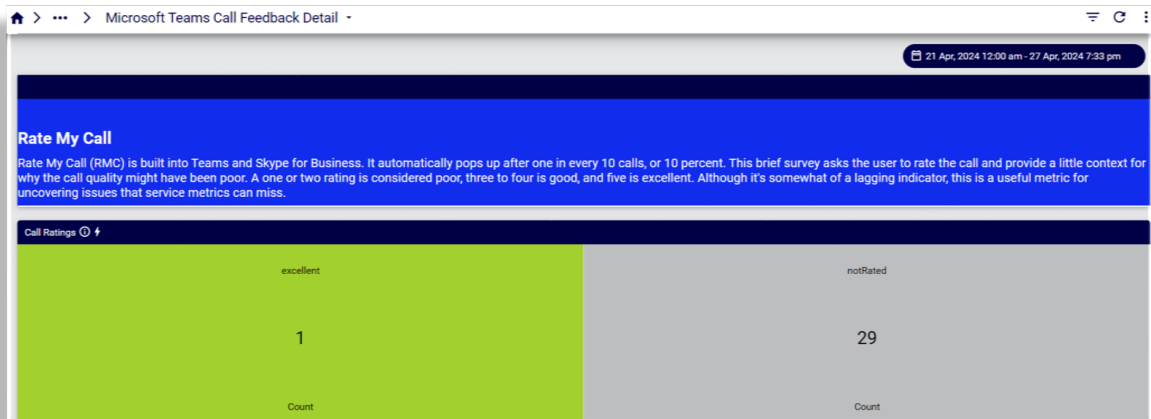 Microsoft Teams Call Feedback Detail
21 Apr, 2024 12:00 am - 27 Apr, 2024 7:33 pm
Rate My Call
Rate My Call (RMC) is built into Teams and Skype for Business. It automatically pops up after one in every 10 calls, or 10 percent. This brief survey asks the user to rate the call and provide a little context for
why the call quality might have been poor. A one or two rating is considered poor, three to four is good, and five is excellent. Although it's somewhat of a lagging indicator, this is a useful metric for
uncovering issues that service metrics can miss.
Call Ratings
excellent
notRated
1
29
Count
Count